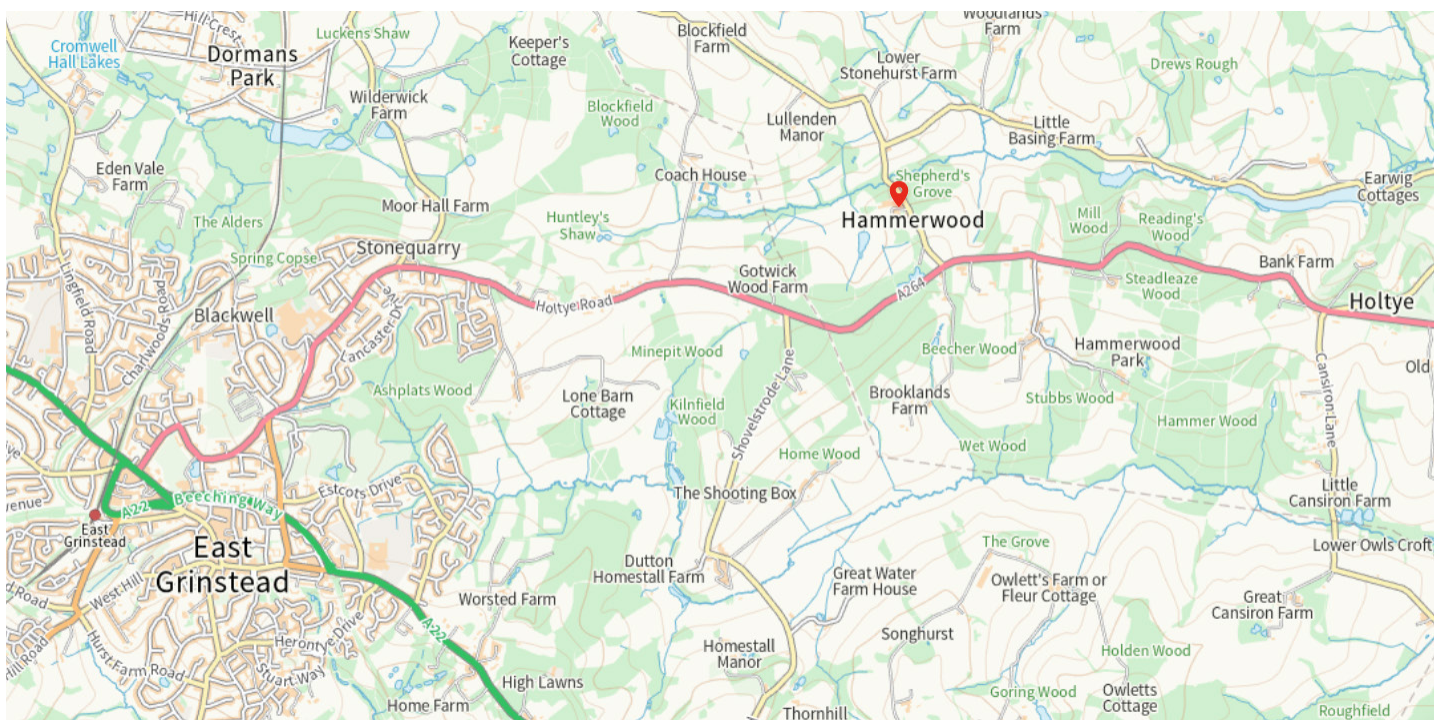 Hill Crest
Luckens Shaw
Cromwell
Hall Lakes
Dormans
Park
Keeper's
Cottage
Blockfield
Farm
Woodlands
Farm
Lower
Stonehurst Farm
Drews Rough
Wilderwick
Farm
Blockfield
Wood
Lullenden
Manor
Little
Basing Farm
Eden Vale
Farm
Coach House
Shepherd's
Grove
Earwig
Cottages
Moor Hall Farm
The Alders
Huntley's
Shaw
Hammerwood
Mill
Wood
Reading's
Wood
Stonequarry
Spring Copse
Lingfield Road
Charlwoods Road
Blackwell
Lancaster Drive
Holtye Road
Gotwick
Wood Farm
A264
Steadleaze
Wood
Bank Farm
Holtye
Minepit Wood
Beecher Wood
Hammerwood
Park
Old
Ashplats Wood
Lone Barn
Cottage
Kilnfield
Wood
Shovelstrode Lane
Brooklands
Farm
Stubbs Wood
Hammer Wood
Cansiron Lane
Home Wood
Wet Wood
The Shooting Box
Little
Cansiron Farm
Estcots Drive
Beeching Way
A22
venue
East
Grinstead
East
Grinstead
The Grove
Lower Owls Croft
Dutton
Homestall Farm
Great Water
Farm House
Owlett's Farm or
Fleur Cottage
West Hill
Worsted Farm
Great
Cansiron Farm
A22
Songhurst
Herontye Drive
Hill Road
Hurst Farm Road
Stuart Way
Homestall
Manor
Holden Wood
High Lawns
Home Farm
Goring Wood
Owletts
Cottage
Thornhill
Roughfield